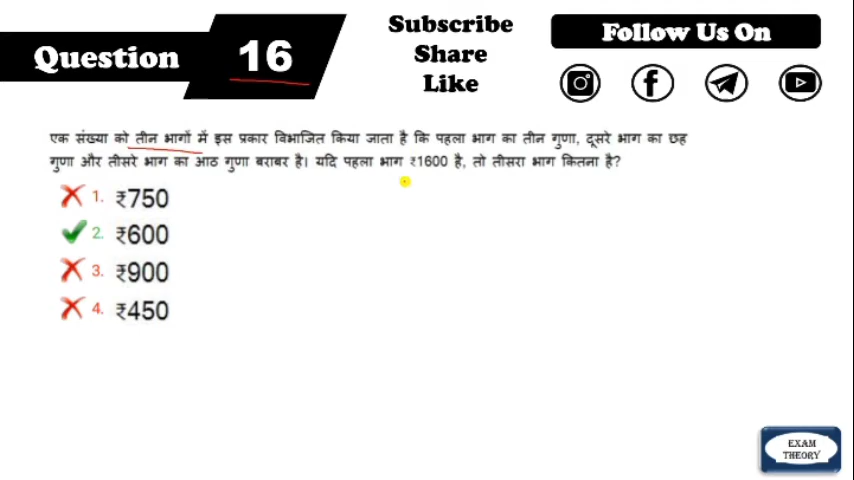 Question
16
Subscribe
Share
Like
Follow Us On
एक संख्या को तीन भागों में इस प्रकार विभाजित किया जाता है कि पहला भाग का तीन गुणा, दूसरे भाग का छह
गुणा और तीसरे भाग का आठ गुणा बराबर है। यदि पहला भाग ₹1600 है, तो तीसरा भाग कितना है?
1. ₹750
2. ₹600
3. ₹900
4. ₹450
EXAM
THEORY